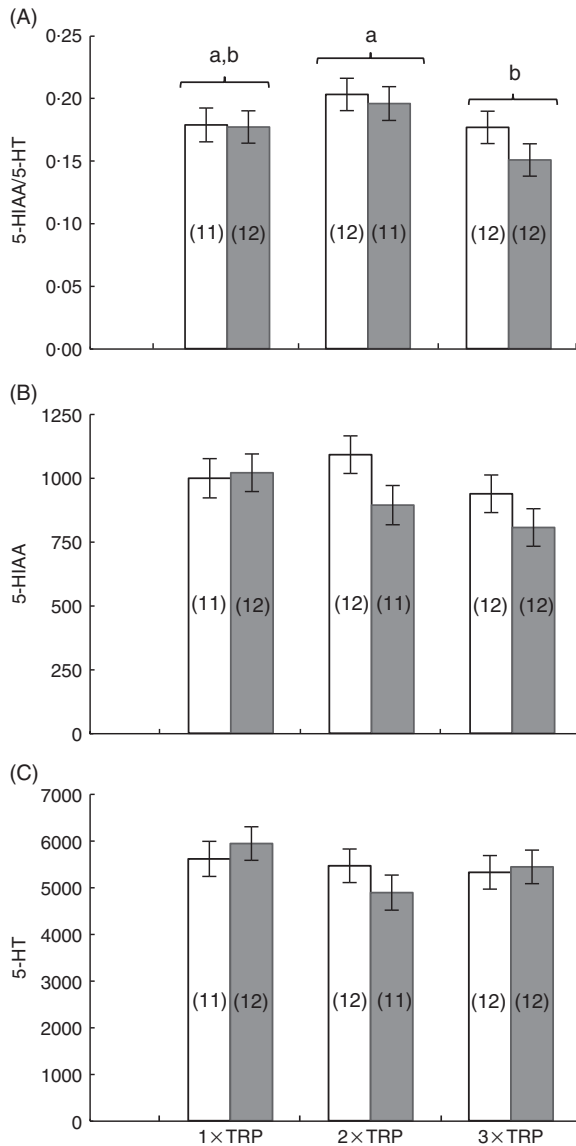 (A)
0·25
0·20
0·15
0·10
0·05
0·00
5-HIAA/5-HT
a,b
a
b
(11) (12) (12) (11) (12) (12)
(B)
1250
1000
750
500
250
0
5-HIAA
(11) (12) (12) (11) (12) (12)
(C)
7000
6000
5000
4000
3000
2000
1000
0
5-HT
(11) (12) (12) (11) (12) (12)
1×TRP 2×TRP 3×TRP